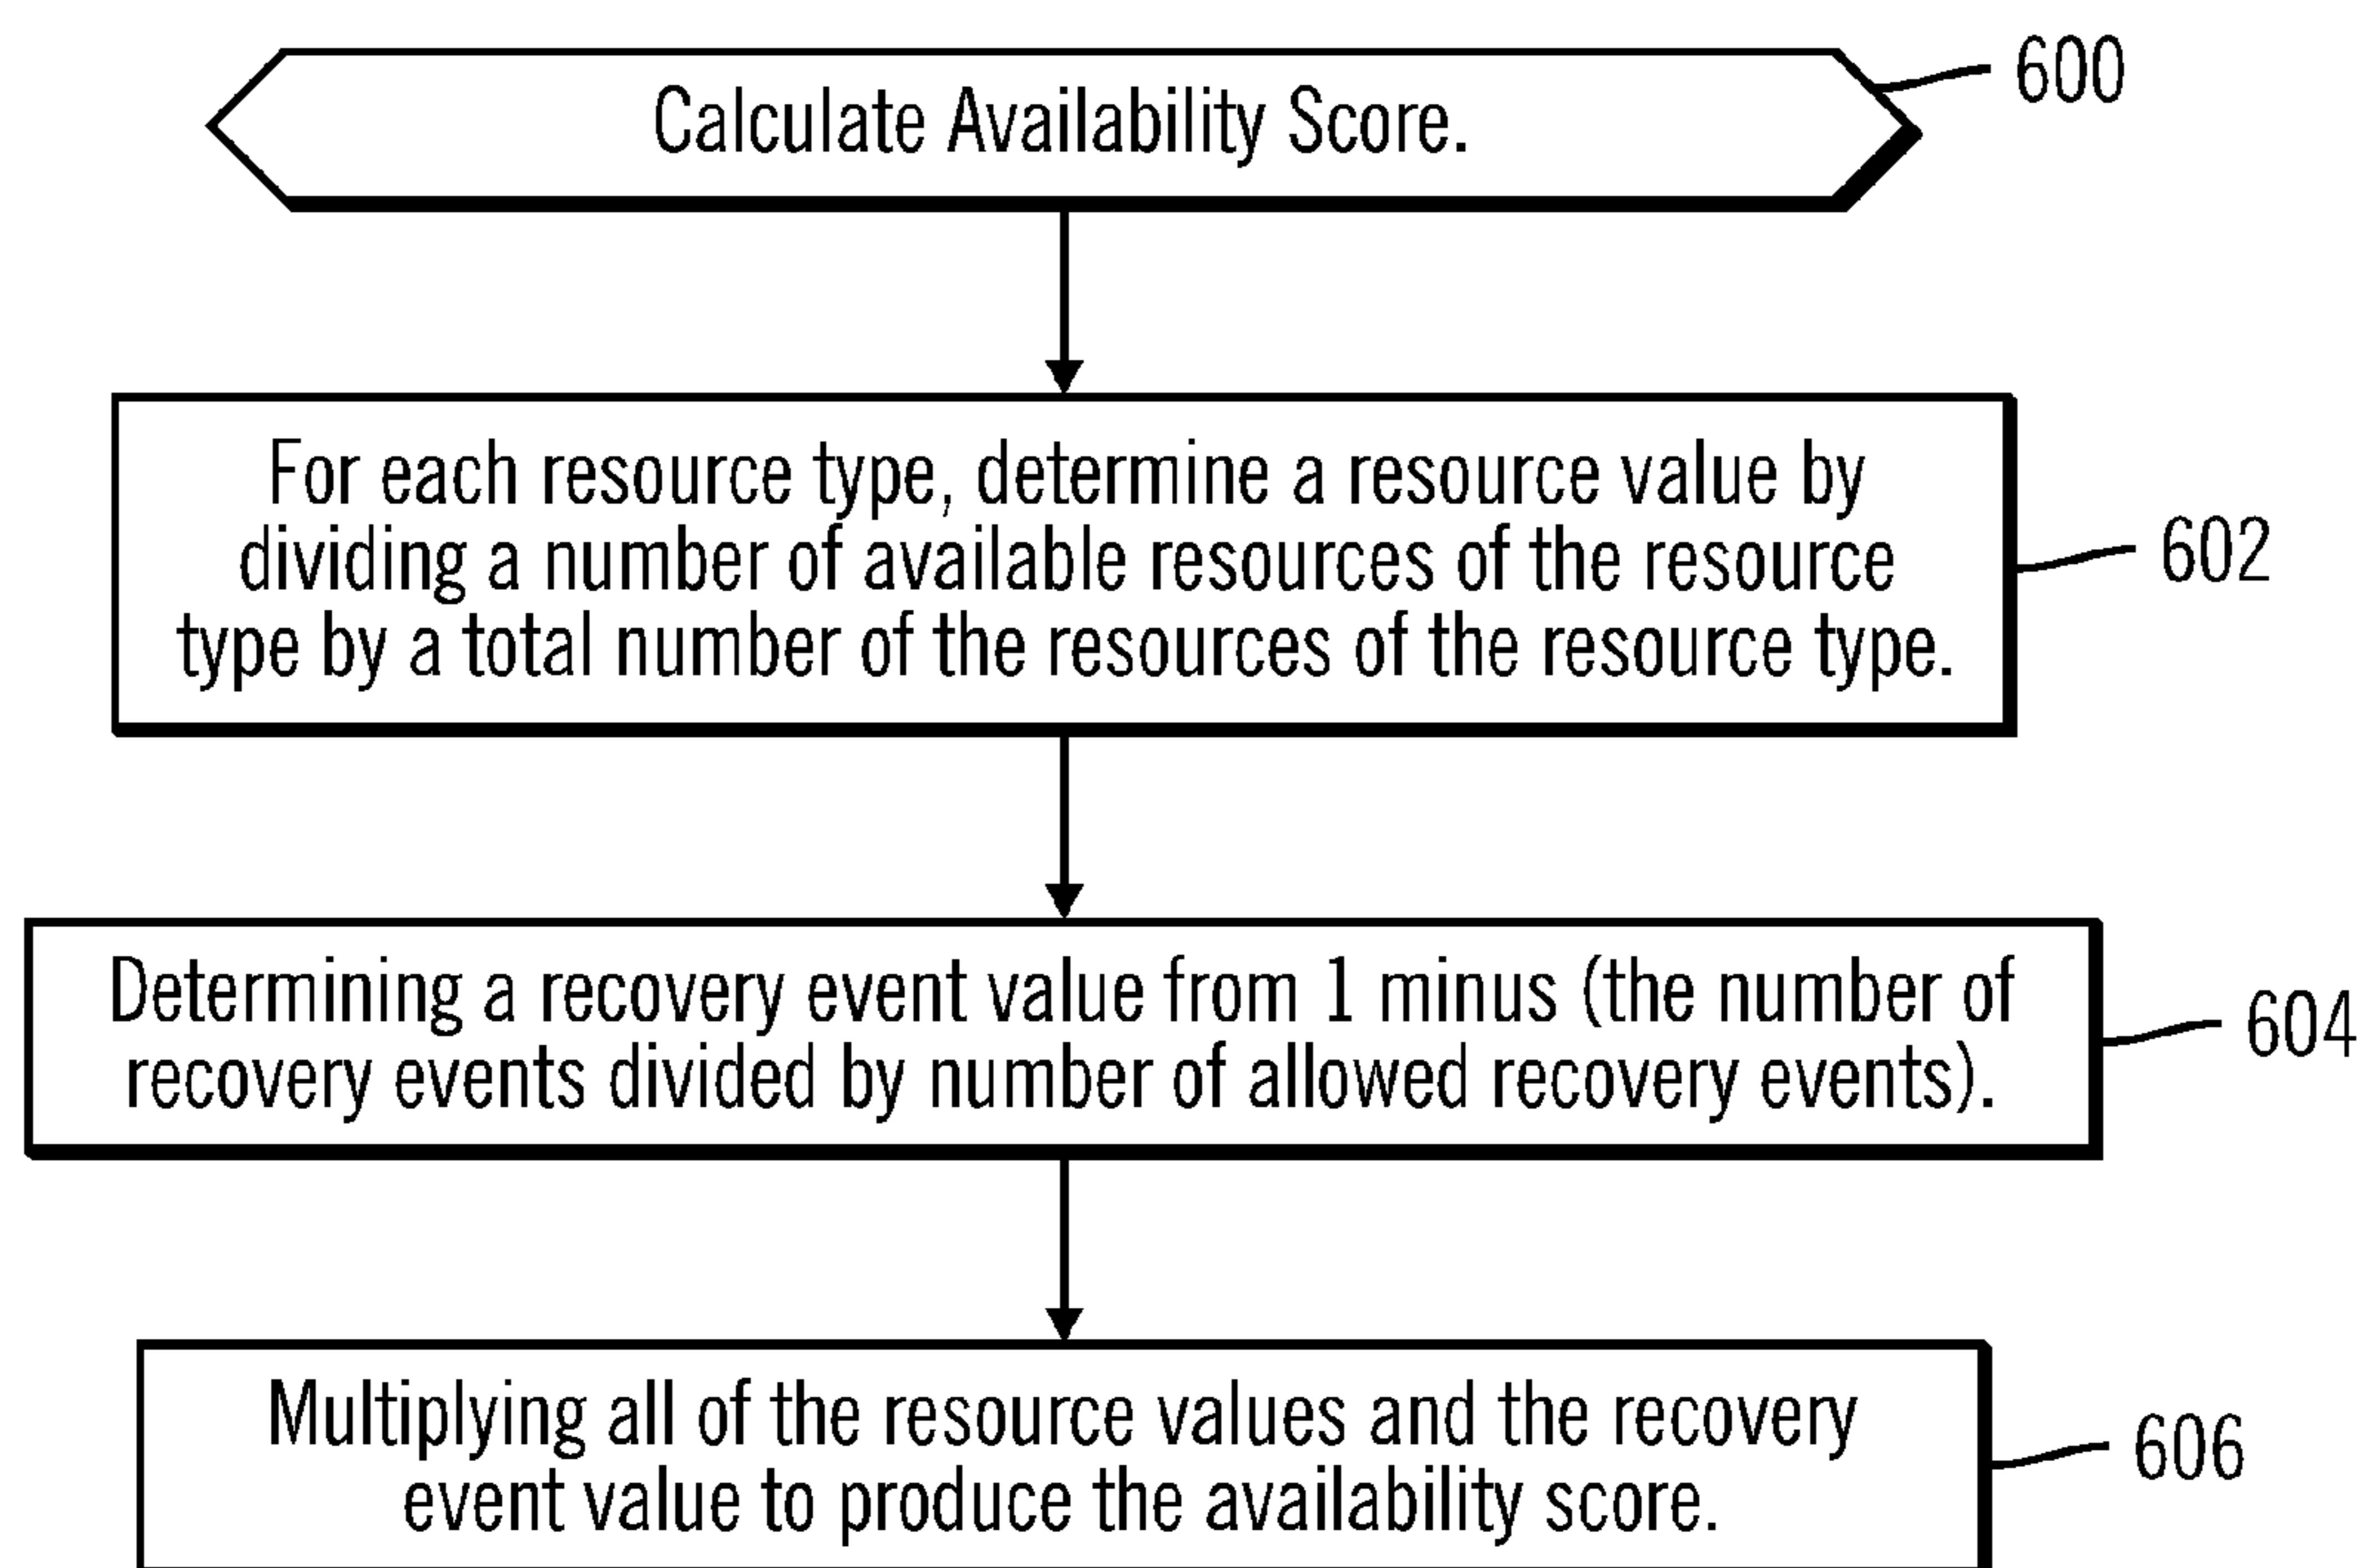 Calculate Availability Score.
600
For each resource type, determine a resource value by
dividing a number of available resources of the resource
type by a total number of the resources of the resource type.
602
Determining a recovery event value from 1 minus (the number of
recovery events divided by number of allowed recovery events).
604
Multiplying all of the resource values and the recovery
event value to produce the availability score.
606